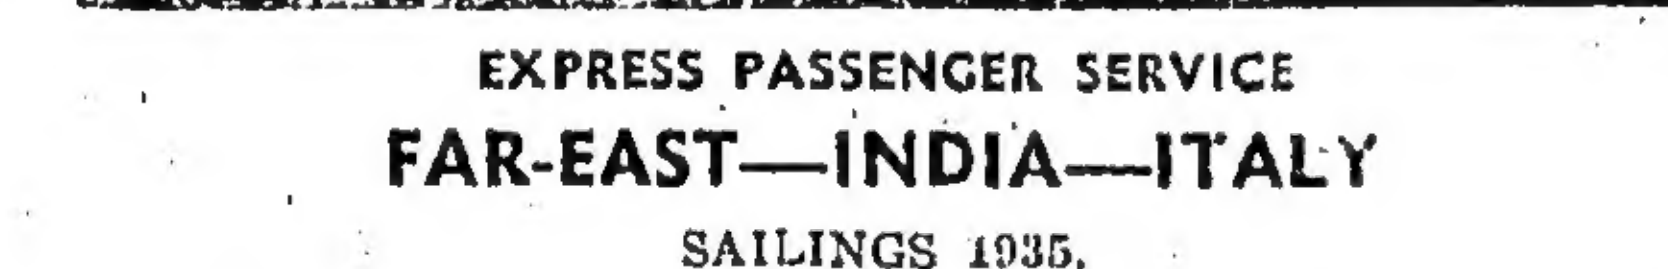 EXPRESS PASSENGER SERVICE
FAR-EAST—INDIA—ITALY
SAILINGS 1935.